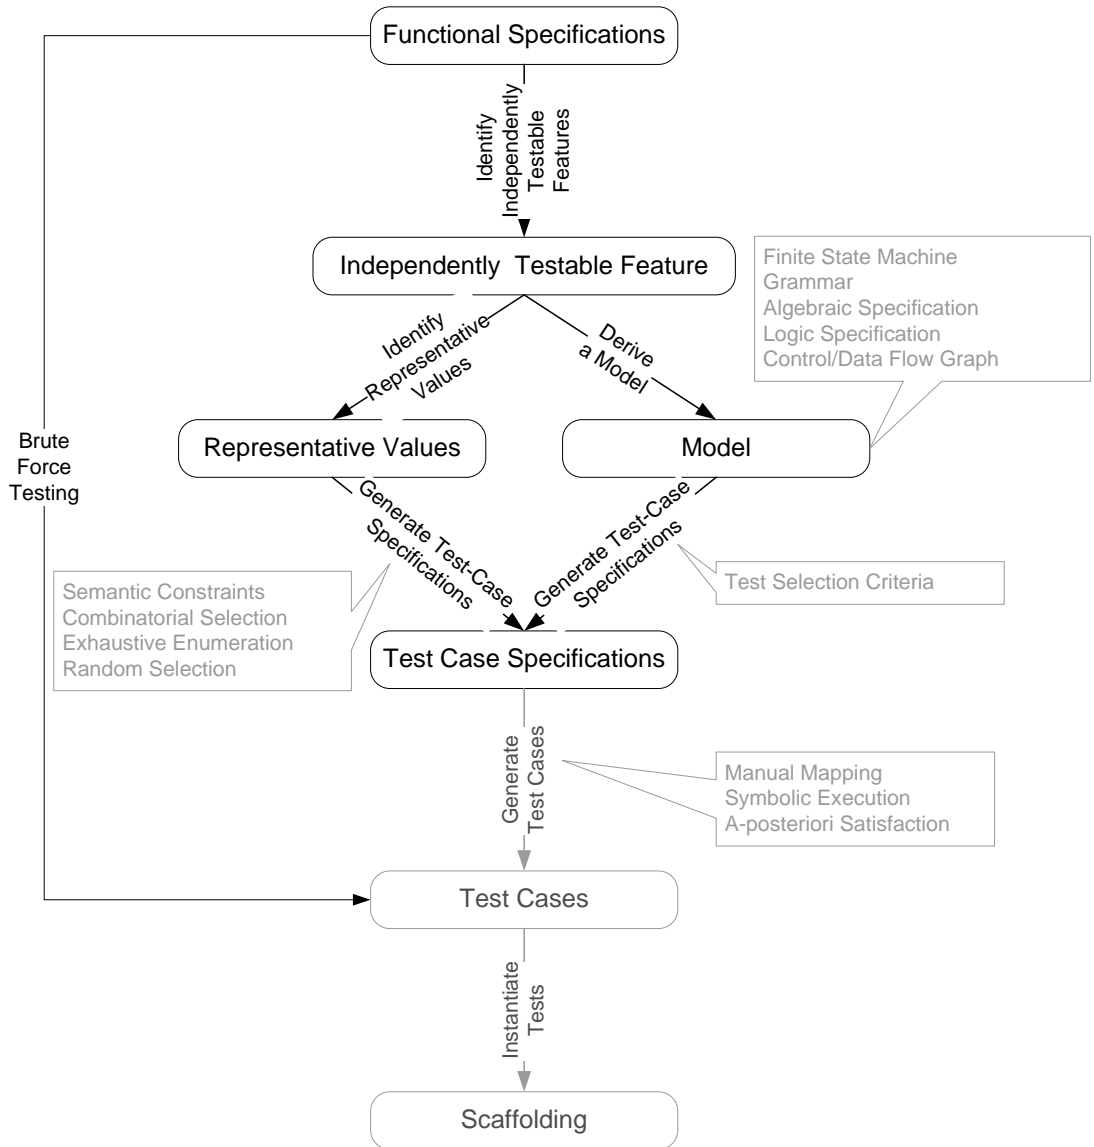 Functional Specifications
Identify
Independently
Testable
Features
Independently Testable Feature
Finite State Machine
Grammar
Algebraic Specification
Logic Specification
Control/Data Flow Graph
Identify
Representative
Values
Derive
a Model
Brute
Force
Testing
Representative Values
Model
Generate Test-Case
Specifications
Generate Test-Case
Specifications
Semantic Constraints
Combinatorial Selection
Exhaustive Enumeration
Random Selection
Test Selection Criteria
Test Case Specifications
Generate
Test Cases
Manual Mapping
Symbolic Execution
A-posteriori Satisfaction
Test Cases
Instantiate
Tests
Scaffolding